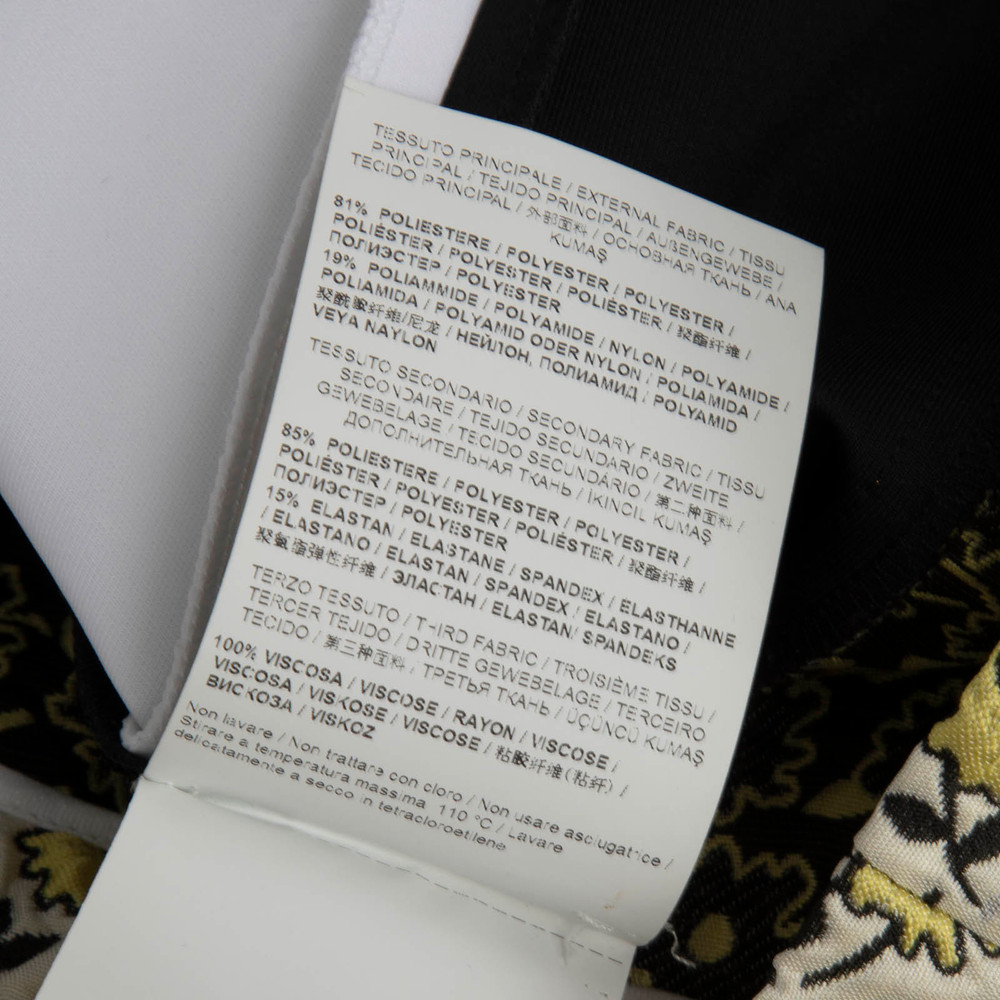 TESSUTO PRINCIPALE / EXTERNAL FABRIC / TISSU
PRINCIPAL / TEJIDO PRINCIPAL / AUßENGEWEBE /
TECIDO PRINCIPAL / 外部面料 / ОСНОВНАЯ ТКАНЬ / ANA
KUMAŞ
81% POLIESTERE / POLYESTER / POLYESTER /
POLIÉSTER / POLYESTER / POLIÉSTER / 聚酯纤维 /
ПОЛИЭСТЕР / POLYESTER
19% POLIAMMIDE / POLYAMIDE / NYLON / POLYAMIDE /
POLIAMIDA / POLYAMID ODER NYLON / POLIAMIDA /
聚酰胺纤维/尼龙 / НЕЙЛОН, ПОЛИАМИД / POLYAMID
VEYA NAYLON
TESSUTO SECONDARIO / SECONDARY FABRIC / TISSU
SECONDAIRE / TEJIDO SECUNDARIO / ZWEITE
GEWEBELAGE / TECIDO SECUNDARIO / 第二种面料 /
ДОПОЛНИТЕЛЬНАЯ ТКАНЬ / İKİNCİL KUMAŞ
85% POLIESTERE / POLYESTER / POLYESTER /
POLIÉSTER / POLYESTER / POLIÉSTER / 聚酯纤维 /
ПОЛИЭСТЕР / POLYESTER
15% ELASTAN / ELASTANE / SPANDEX / ÉLASTHANNE
/ ELASTANO / ELASTAN / SPANDEX / ELASTANO /
聚氨酯弹性纤维 / ЭЛАСТАН / ELASTAN/ SPANDEKS
TERZO TESSUTO / THIRD FABRIC / TROISIÈME TISSU /
TERCER TEJIDO / DRITTE GEWEBELAGE / TERCEIRO
TECIDO / 第三种面料 / ТРЕТЬЯ ТКАНЬ / ÜÇÜNCÜ KUMAŞ
100% VISCOSA / VISCOSE / RAYON / VISCOSE /
VISCOSA / VISKOSE / VISCOSE / 粘胶纤维(粘纤) /
ВИСКОЗА / VISKOZ
Non lavare / Non trattare con cloro / Non usare asciugatrice /
Stirare a temperatura massima 110 °C / Lavare
delicatamente a secco in tetracloroetilene